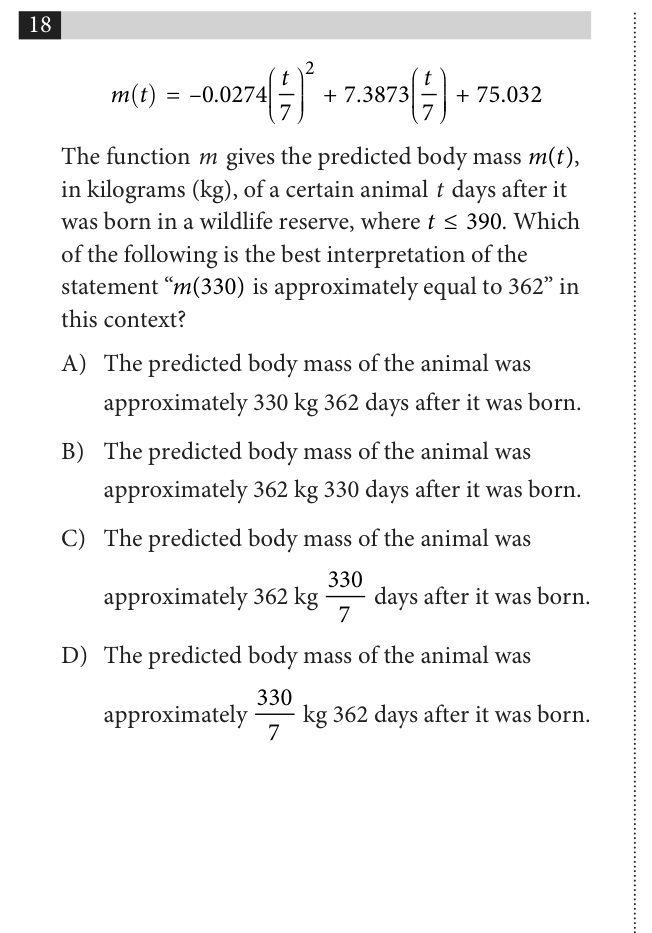 18
m(t) = –0.0274(t/7)² + 7.3873(t/7) + 75.032
The function m gives the predicted body mass m(t),
in kilograms (kg), of a certain animal t days after it
was born in a wildlife reserve, where t ≤ 390. Which
of the following is the best interpretation of the
statement “m(330) is approximately equal to 362” in
this context?
A) The predicted body mass of the animal was
approximately 330 kg 362 days after it was born.
B) The predicted body mass of the animal was
approximately 362 kg 330 days after it was born.
C) The predicted body mass of the animal was
approximately 362 kg 330/7 days after it was born.
D) The predicted body mass of the animal was
approximately 330/7 kg 362 days after it was born.